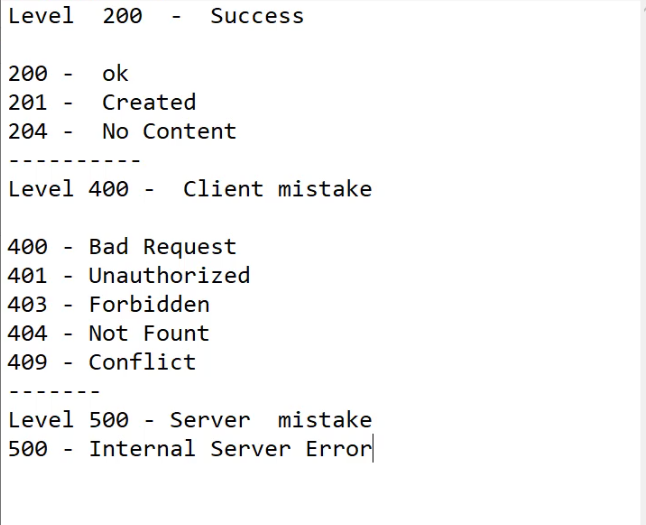 Level  200  -  Success
200 -  ok
201 -  Created
204 -  No Content
----------
Level 400 -  Client mistake
400 - Bad Request
401 - Unauthorized
403 - Forbidden
404 - Not Fount
409 - Conflict
-------
Level 500 - Server  mistake
500 - Internal Server Error